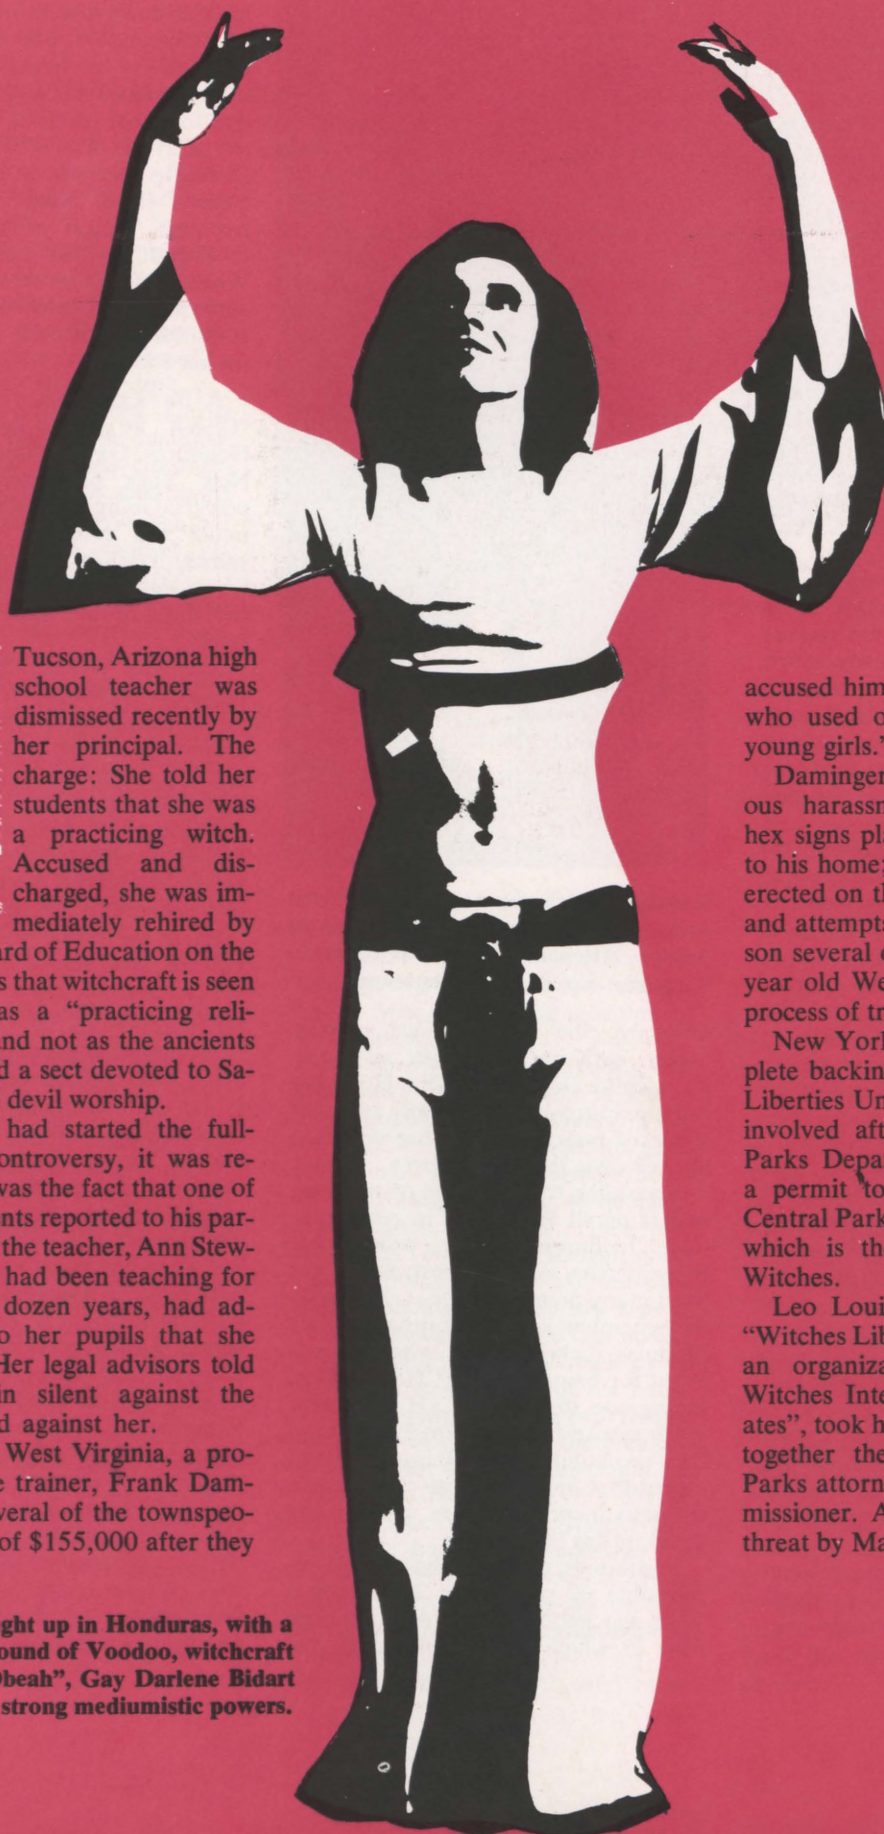 Tucson, Arizona high
school teacher was
dismissed recently by
her principal. The
charge: She told her
students that she was
a practicing witch.
Accused and dis-
charged, she was im-
mediately rehired by
ard of Education on the
s that witchcraft is seen
as a “practicing reli-
nd not as the ancients
d a sect devoted to Sa-
devil worship.
had started the full-
ontroversy, it was re-
was the fact that one of
nts reported to his par-
the teacher, Ann Stew-
had been teaching for
dozen years, had ad-
o her pupils that she
Her legal advisors told
in silent against the
d against her.
West Virginia, a pro-
e trainer, Frank Dam-
veral of the townspeo-
of $155,000 after they
ght up in Honduras, with a
ound of Voodoo, witchcraft
Obeah”, Gay Darlene Bidart
strong mediumistic powers.
accused him
who used o
young girls.”
Daminger
ous harassn
hex signs pla
to his home;
erected on th
and attempts
son several o
year old We
process of tr
New York
plete backin
Liberties Un
involved aft
Parks Depa
a permit to
Central Park
which is th
Witches.
Leo Loui
“Witches Lib
an organiza
Witches Inte
ates”, took h
together the
Parks attorn
missioner. A
threat by Ma